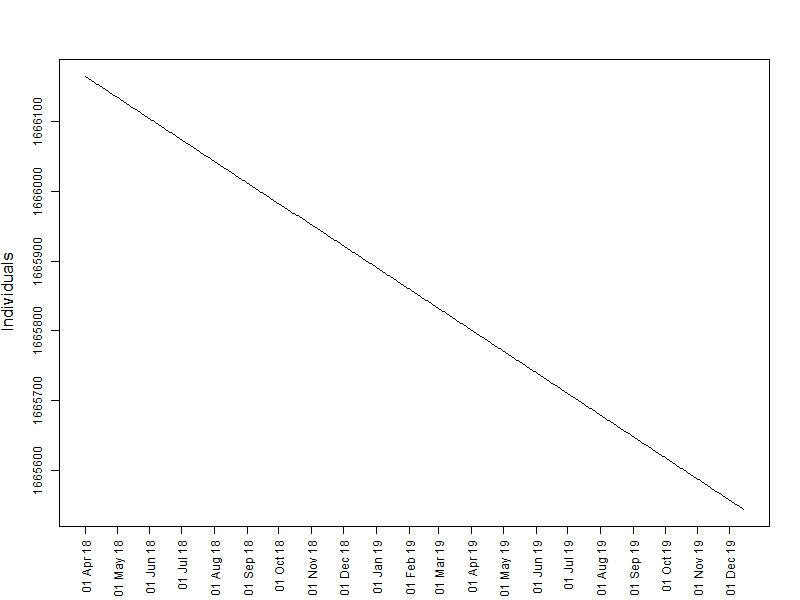 Individuals
1666100
1666000
1665900
1665800
1665700
1665600
01 Apr 18
01 May 18
01 Jun 18
01 Jul 18
01 Aug 18
01 Sep 18
01 Oct 18
01 Nov 18
01 Dec 18
01 Jan 19
01 Feb 19
01 Mar 19
01 Apr 19
01 May 19
01 Jun 19
01 Jul 19
01 Aug 19
01 Sep 19
01 Oct 19
01 Nov 19
01 Dec 19